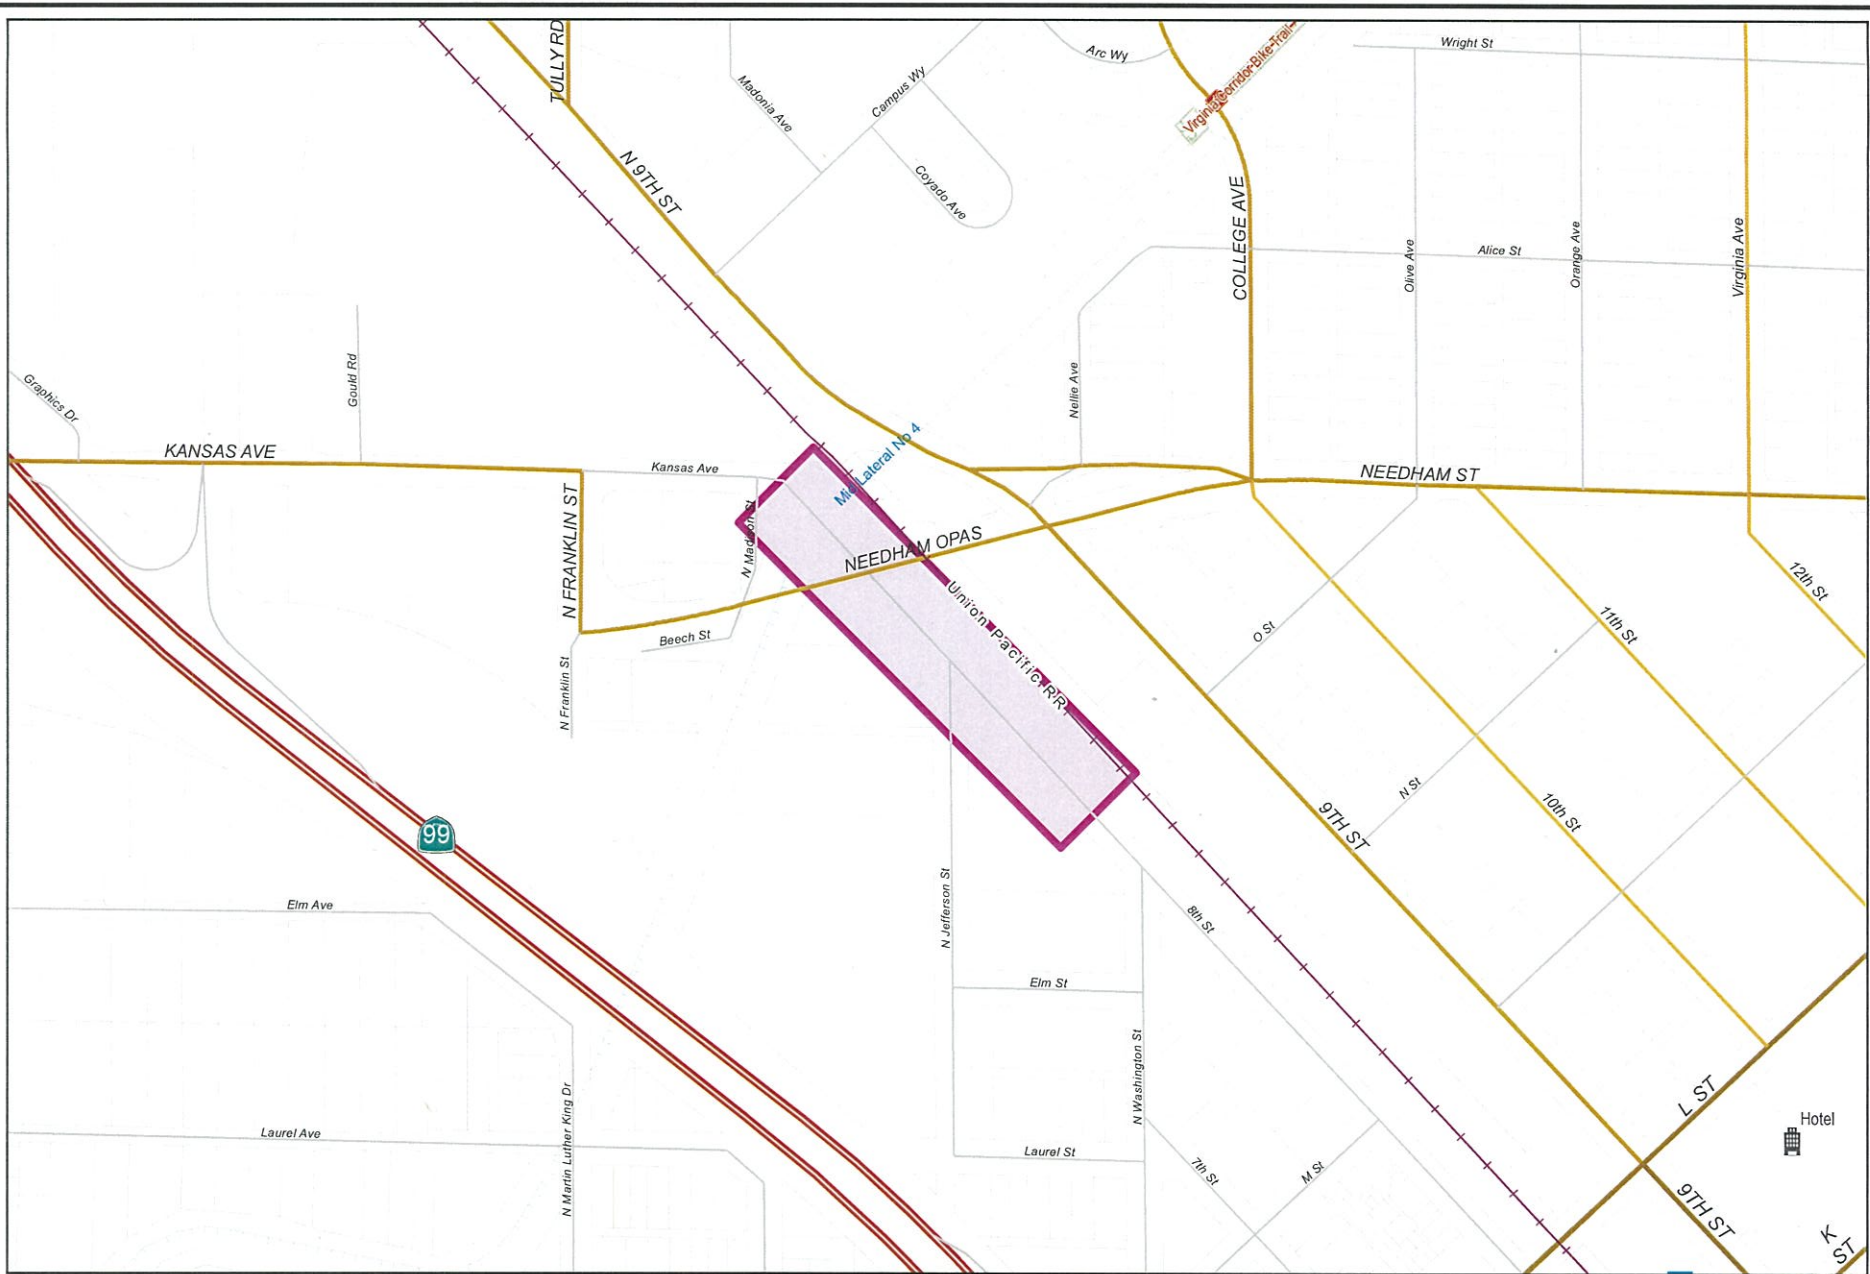 TULLY RD
Wright St
Arc Wy
Virginia Corridor Bike Trail
Madonia Ave
Campus Wy
N 9TH ST
Coyado Ave
COLLEGE AVE
Olive Ave
Alice St
Orange Ave
Virginia Ave
Graphics Dr
Gould Rd
Nellie Ave
KANSAS AVE
Kansas Ave
Mid Lateral No 4
NEEDHAM ST
N FRANKLIN ST
N Madison St
NEEDHAM OPAS
12th St
Union Pacific RR
11th St
Beech St
O St
N Franklin St
N St
10th St
9TH ST
99
Elm Ave
N Jefferson St
8th St
Elm St
N Washington St
L ST
Hotel
Laurel Ave
N Martin Luther King Dr
Laurel St
7th St
M St
9TH ST
K ST